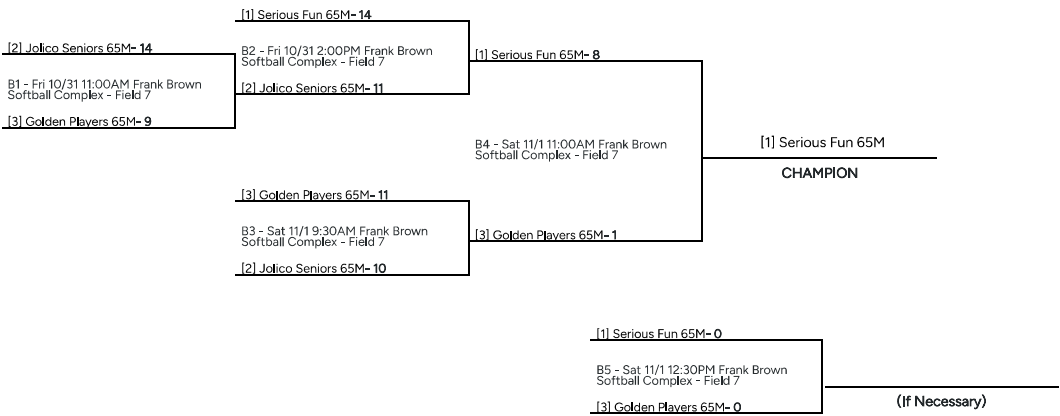 [1] Serious Fun 65M- 14
[2] Jolico Seniors 65M- 14
B2 - Fri 10/31 2:00PM Frank Brown
Softball Complex - Field 7
[1] Serious Fun 65M- 8
B1 - Fri 10/31 11:00AM Frank Brown
Softball Complex - Field 7
[2] Jolico Seniors 65M- 11
[3] Golden Players 65M- 9
B4 - Sat 11/1 11:00AM Frank Brown
Softball Complex - Field 7
[1] Serious Fun 65M
CHAMPION
[3] Golden Players 65M- 11
B3 - Sat 11/1 9:30AM Frank Brown
Softball Complex - Field 7
[3] Golden Players 65M- 1
[2] Jolico Seniors 65M- 10
[1] Serious Fun 65M- 0
B5 - Sat 11/1 12:30PM Frank Brown
Softball Complex - Field 7
(If Necessary)
[3] Golden Players 65M- 0